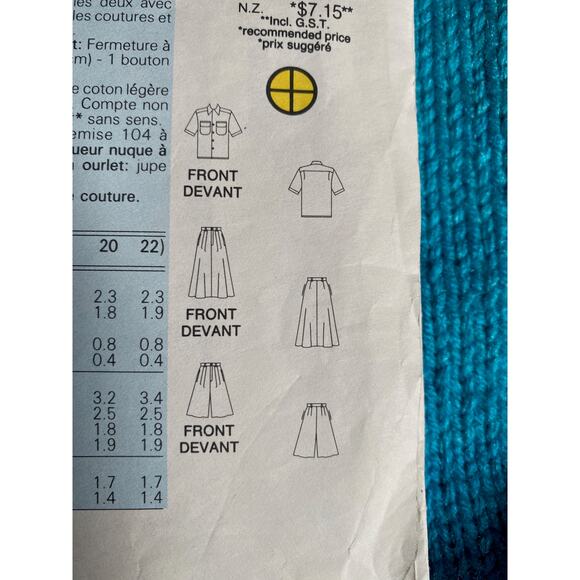 les deux avec
les coutures et
t: Fermeture à
cm) - 1 bouton
e coton légère
. Compte non
* sans sens.
emise 104 à
ueur nuque à
ourlet: jupe
couture.
20 22)
2.3 2.3
1.8 1.9
0.8 0.8
0.4 0.4
3.2 3.4
2.5 2.5
1.8 1.8
1.9 1.9
1.7 1.7
1.4 1.4
N.Z. *$7.15**
**Incl. G.S.T.
*recommended price
*prix suggéré
FRONT
DEVANT
FRONT
DEVANT
FRONT
DEVANT